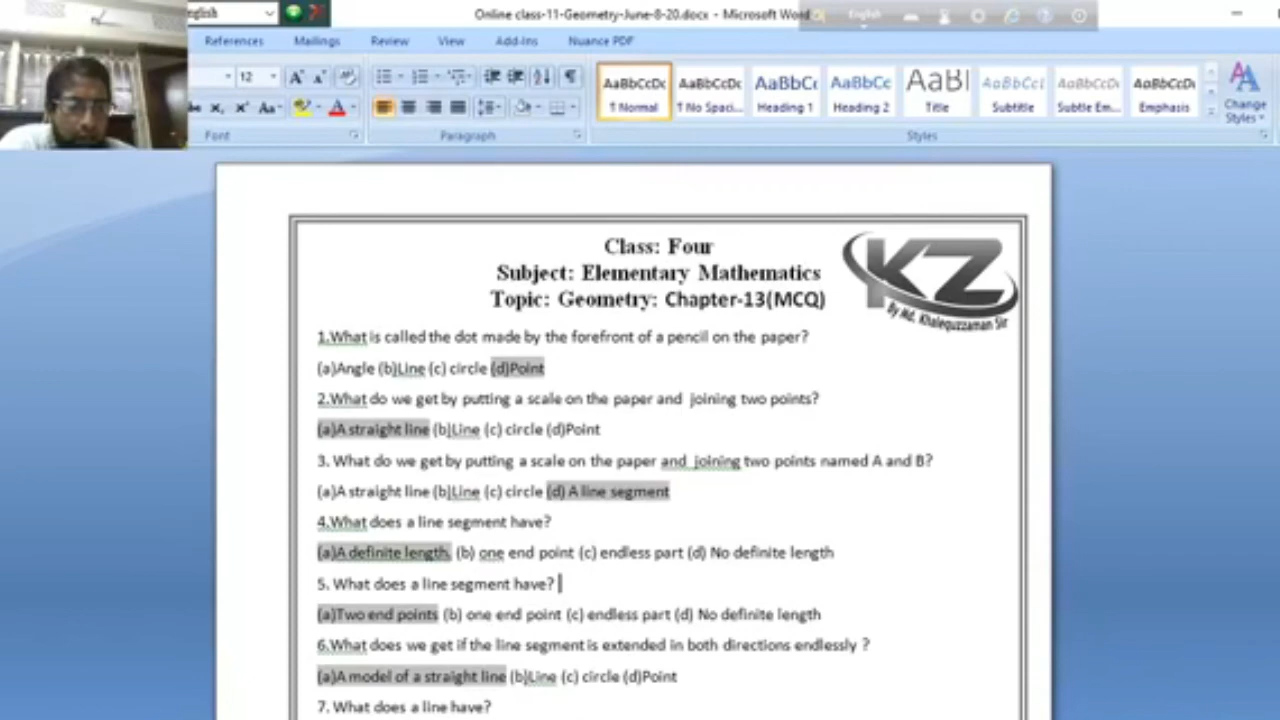 nglish
Online class-11-Geometry-June-8-20.docx - Microsoft Word
English
References Mailings Review View Add-Ins Nuance PDF
12
AaBbCcDc AaBbCcDc AaBbCc AaBbCc AaBl AaBbCcL AaBbCcDc AaBbCcDc
¶ Normal ¶ No Spaci... Heading 1 Heading 2 Title Subtitle Subtle Em... Emphasis
Change Styles
Font Paragraph Styles
Class: Four
Subject: Elementary Mathematics
Topic: Geometry: Chapter-13(MCQ)
KZ
By Md. Khalequzzaman Sir
1.What is called the dot made by the forefront of a pencil on the paper?
(a)Angle (b)Line (c) circle (d)Point
2.What do we get by putting a scale on the paper and joining two points?
(a)A straight line (b)Line (c) circle (d)Point
3. What do we get by putting a scale on the paper and joining two points named A and B?
(a)A straight line (b)Line (c) circle (d) A line segment
4.What does a line segment have?
(a)A definite length, (b) one end point (c) endless part (d) No definite length
5. What does a line segment have?
(a)Two end points (b) one end point (c) endless part (d) No definite length
6.What does we get if the line segment is extended in both directions endlessly ?
(a)A model of a straight line (b)Line (c) circle (d)Point
7. What does a line have?